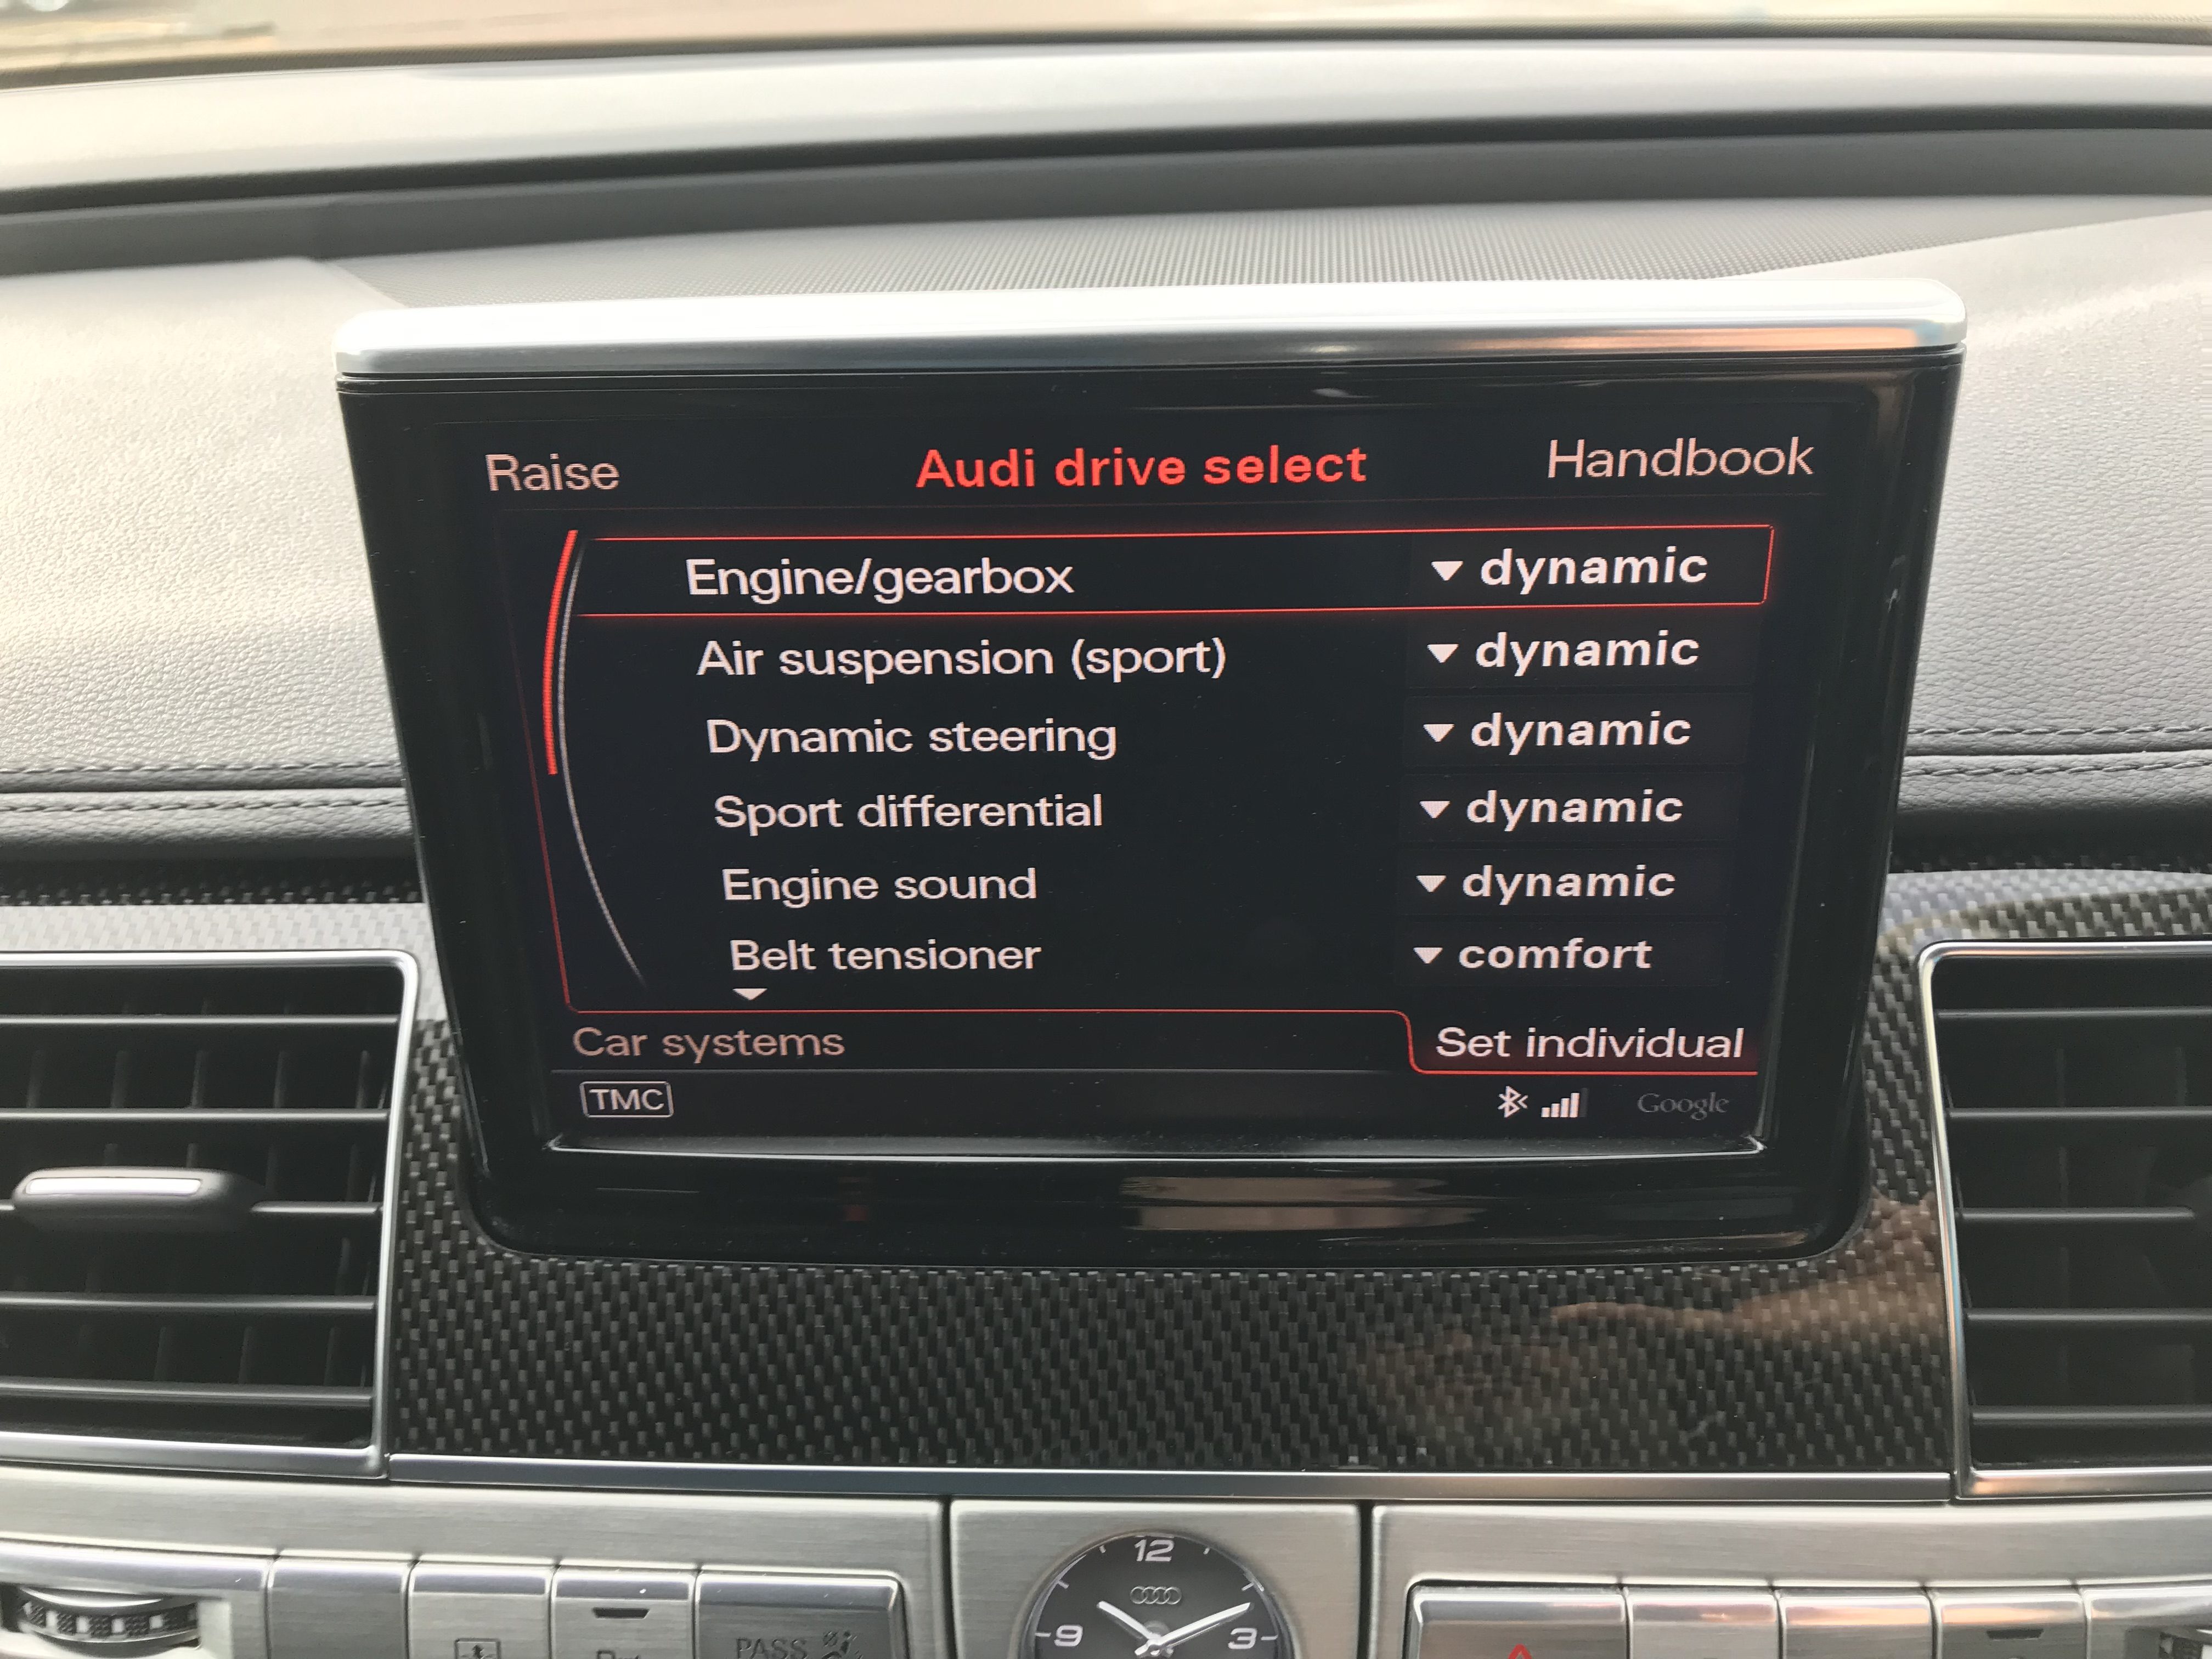 Raise Audi drive select Handbook
Engine/gearbox dynamic
Air suspension (sport) dynamic
Dynamic steering dynamic
Sport differential dynamic
Engine sound dynamic
Belt tensioner comfort
Car systems Set individual
TMC Google
12
9 3
PASS